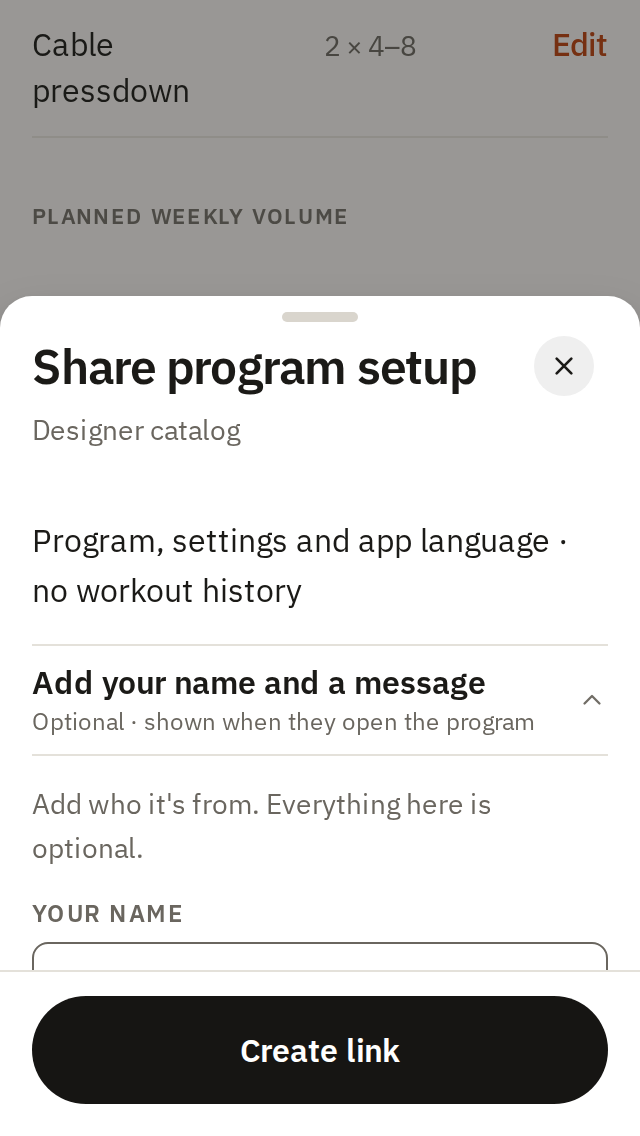 Cable
pressdown
2 × 4–8
Edit
PLANNED WEEKLY VOLUME
Share program setup
Designer catalog
Program, settings and app language ·
no workout history
Add your name and a message
Optional · shown when they open the program
Add who it's from. Everything here is
optional.
YOUR NAME
Create link